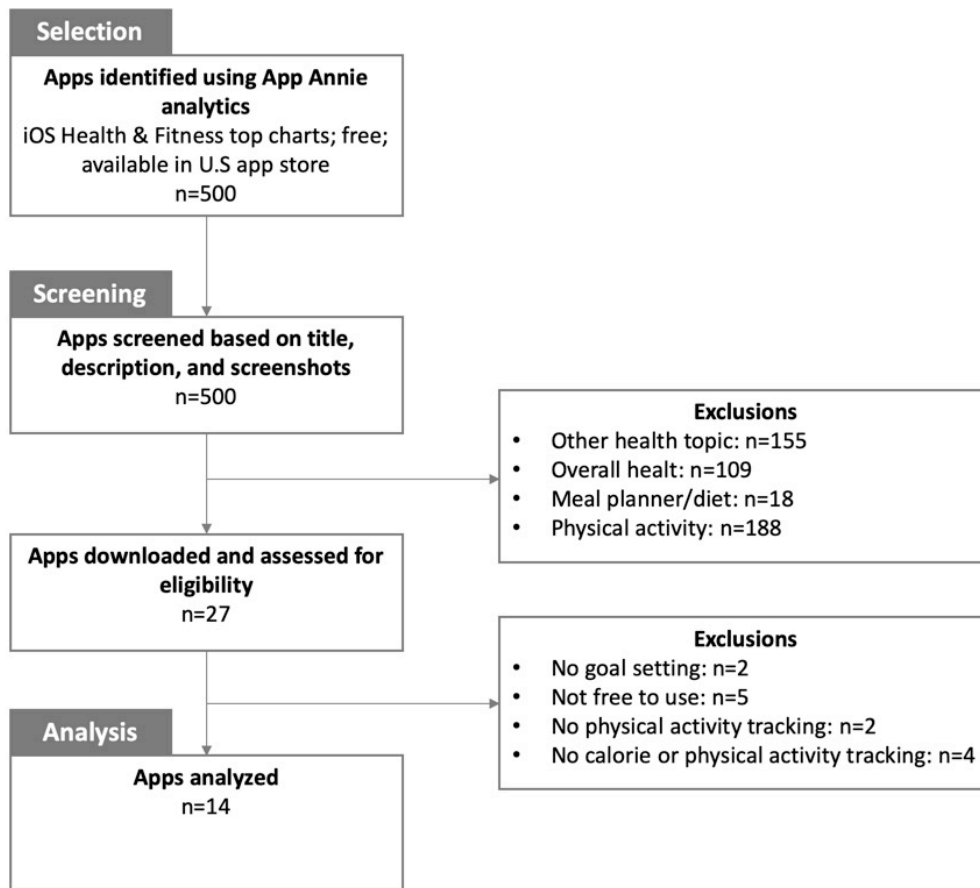 Selection
Apps identified using App Annie
analytics
iOS Health & Fitness top charts; free;
available in U.S app store
n=500
Screening
Apps screened based on title,
description, and screenshots
n=500
Exclusions
• Other health topic: n=155
• Overall healt: n=109
• Meal planner/diet: n=18
• Physical activity: n=188
Apps downloaded and assessed for
eligibility
n=27
Exclusions
• No goal setting: n=2
• Not free to use: n=5
• No physical activity tracking: n=2
• No calorie or physical activity tracking: n=4
Analysis
Apps analyzed
n=14